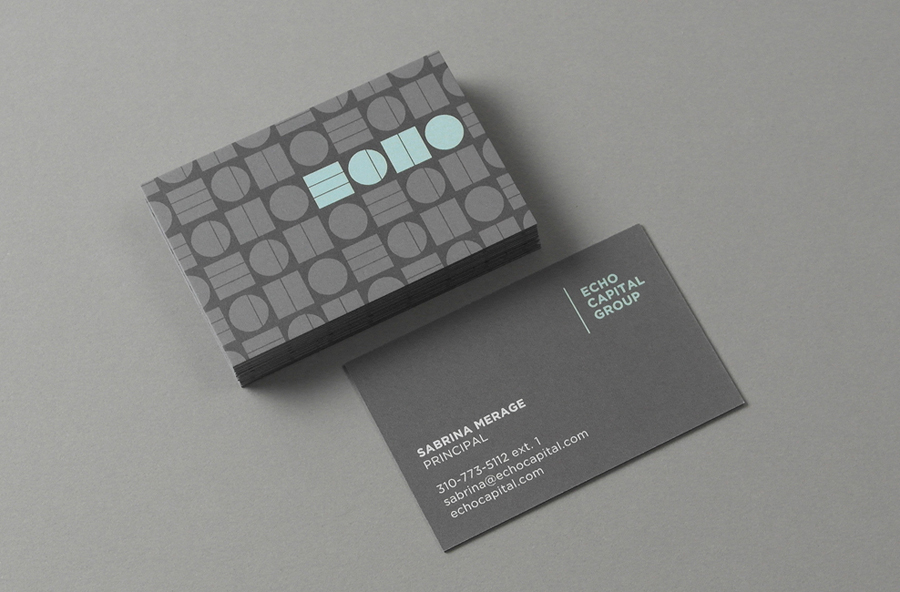 ECHO
ECHO
CAPITAL
GROUP
SABRINA MERAGE
PRINCIPAL
310-773-5112 ext. 1
sabrina@echocapital.com
echocapital.com